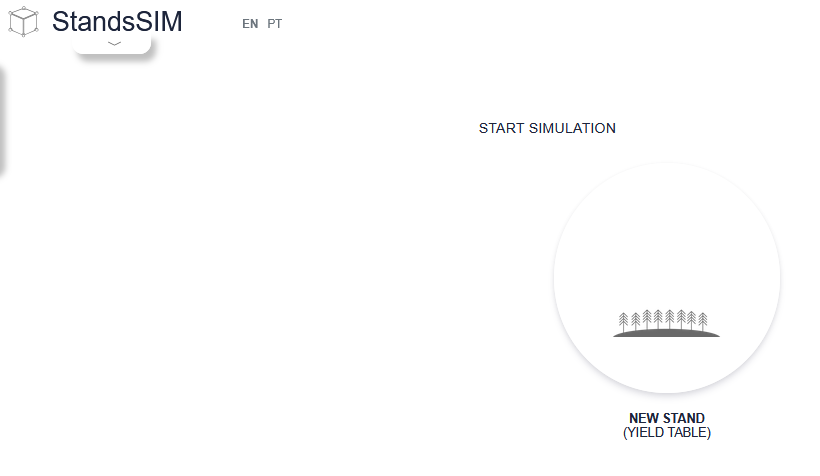 StandsSIM
EN PT
START SIMULATION
NEW STAND
(YIELD TABLE)